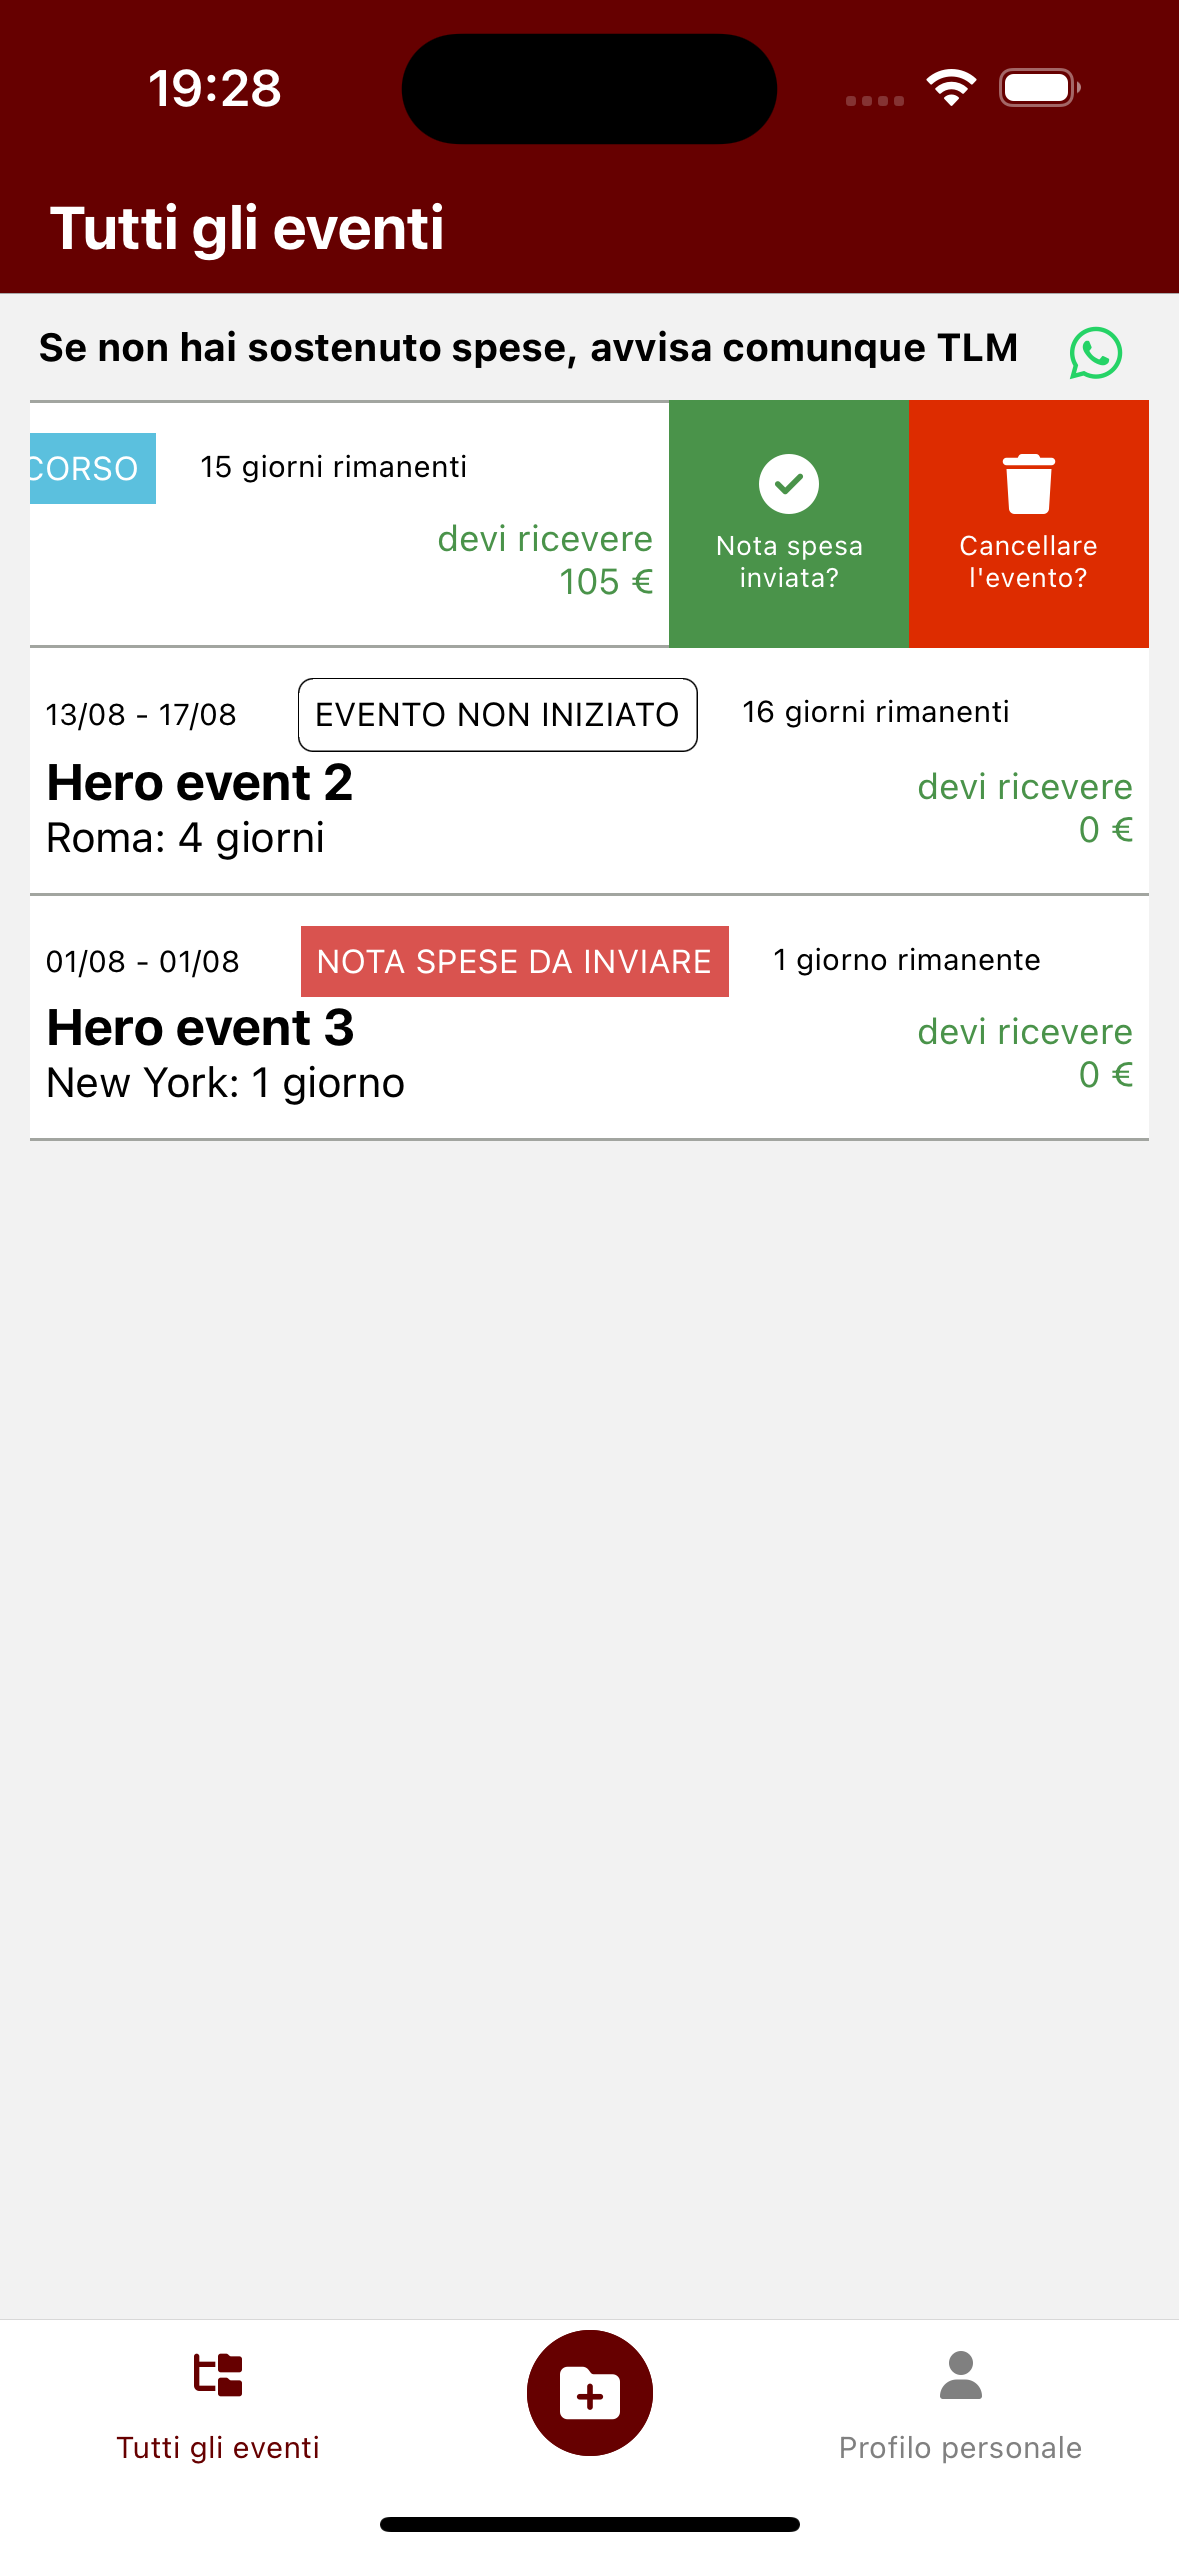 19:28
Tutti gli eventi
Se non hai sostenuto spese, avvisa comunque TLM
CORSO 15 giorni rimanenti
devi ricevere
105 €
Nota spesa
inviata?
Cancellare
l'evento?
13/08 - 17/08 EVENTO NON INIZIATO 16 giorni rimanenti
Hero event 2
Roma: 4 giorni
devi ricevere
0 €
01/08 - 01/08 NOTA SPESE DA INVIARE 1 giorno rimanente
Hero event 3
New York: 1 giorno
devi ricevere
0 €
Tutti gli eventi
Profilo personale